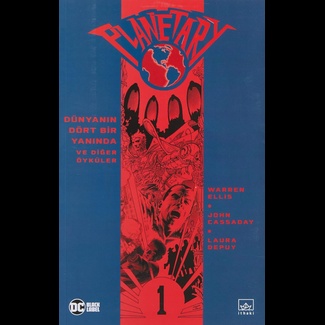 PLANETARY
DÜNYANIN
DÖRT BİR
YANINDA
VE DİĞER
ÖYKÜLER
WARREN
ELLIS
JOHN
CASSADAY
LAURA
DEPUY
1
DC BLACK
LABEL
İthaki